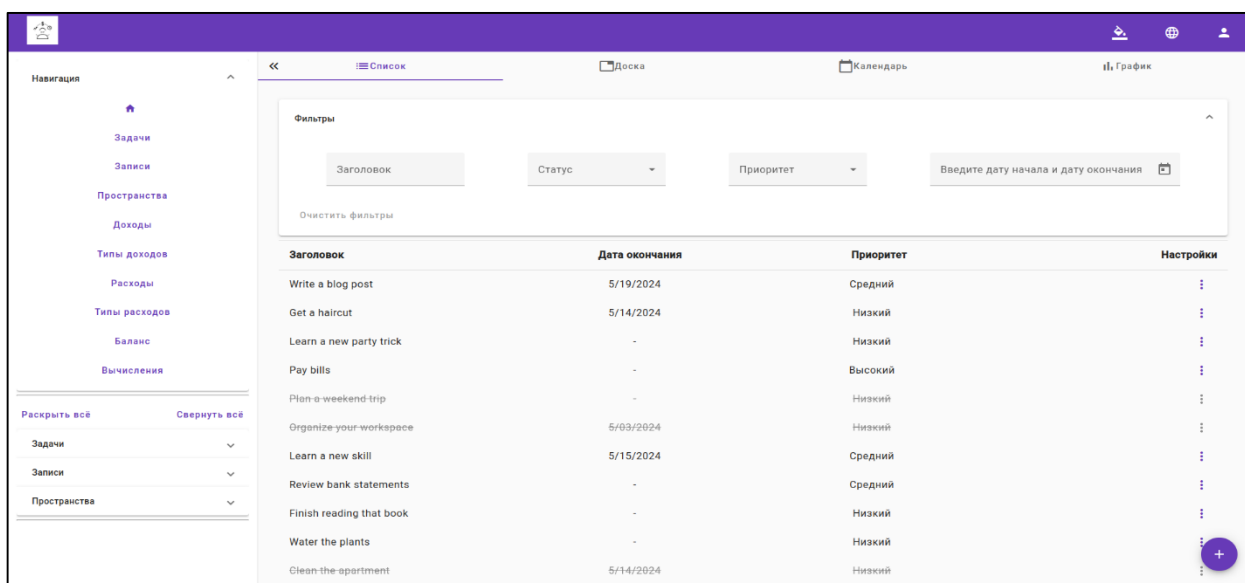 Навигация
Задачи
Записи
Пространства
Доходы
Типы доходов
Расходы
Типы расходов
Баланс
Вычисления
Раскрыть всё Свернуть всё
Задачи
Записи
Пространства
Список Доска Календарь График
Фильтры
Заголовок Статус Приоритет Введите дату начала и дату окончания
Очистить фильтры
Заголовок Дата окончания Приоритет Настройки
Write a blog post 5/19/2024 Средний
Get a haircut 5/14/2024 Низкий
Learn a new party trick - Низкий
Pay bills - Высокий
Plan a weekend trip - Низкий
Organize your workspace 5/03/2024 Низкий
Learn a new skill 5/15/2024 Средний
Review bank statements - Средний
Finish reading that book - Низкий
Water the plants - Низкий
Clean the apartment 5/14/2024 Низкий